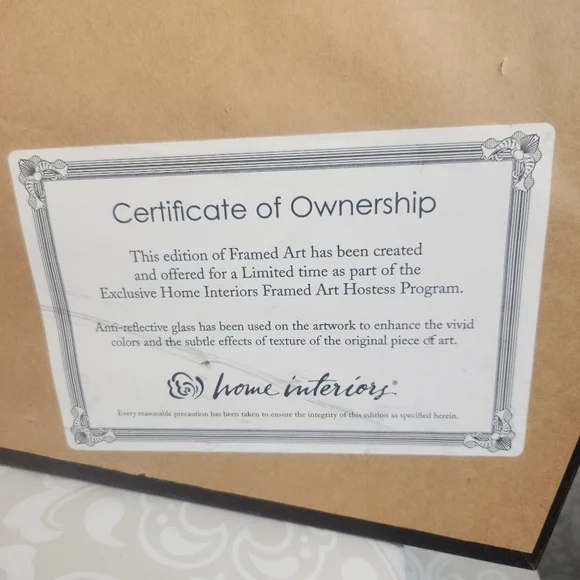 Certificate of Ownership
This edition of Framed Art has been created
and offered for a Limited time as part of the
Exclusive Home Interiors Framed Art Hostess Program.
Anti-reflective glass has been used on the artwork to enhance the vivid
colors and the subtle effects of texture of the original piece of art.
home interiors®
Every reasonable precaution has been taken to ensure the integrity of this edition as specified herein.